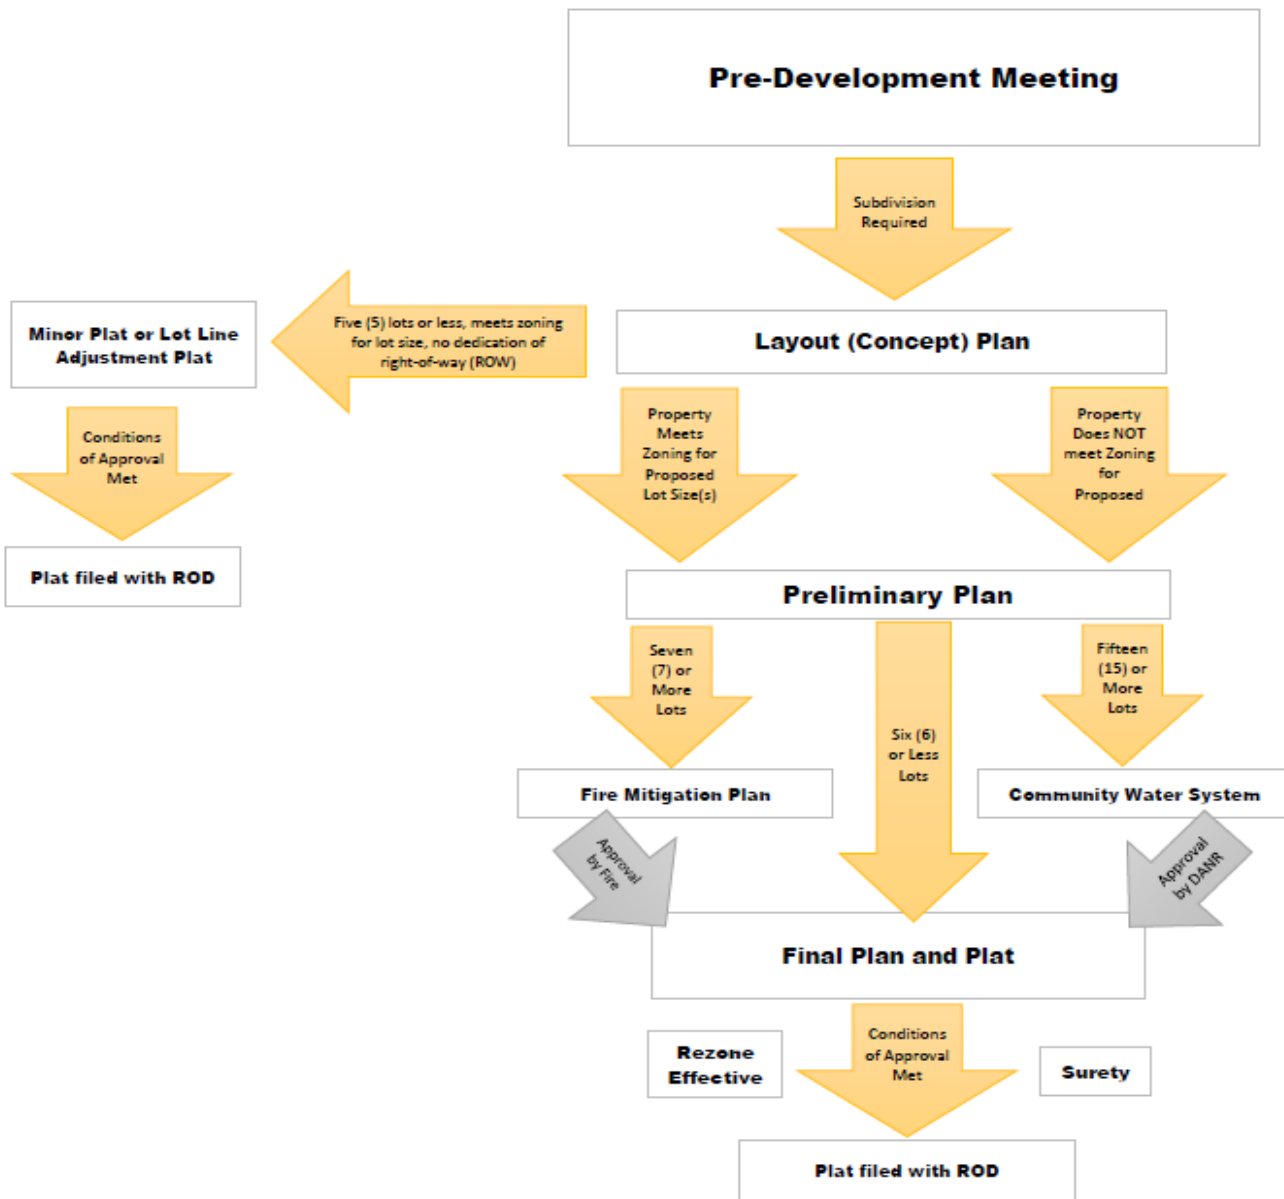 Pre-Development Meeting
Subdivision
Required
Five (5) lots or less, meets zoning
for lot size, no dedication of
right-of-way (ROW)
Minor Plat or Lot Line
Adjustment Plat
Layout (Concept) Plan
Conditions
of Approval
Met
Property
Meets
Zoning for
Proposed
Lot Size(s)
Property
Does NOT
meet Zoning
for
Proposed
Plat filed with ROD
Preliminary Plan
Seven
(7) or
More
Lots
Six (6)
or Less
Lots
Fifteen
(15) or
More
Lots
Fire Mitigation Plan
Community Water System
Approval
by Fire
Approval
by DANR
Final Plan and Plat
Rezone
Effective
Conditions
of Approval
Met
Surety
Plat filed with ROD